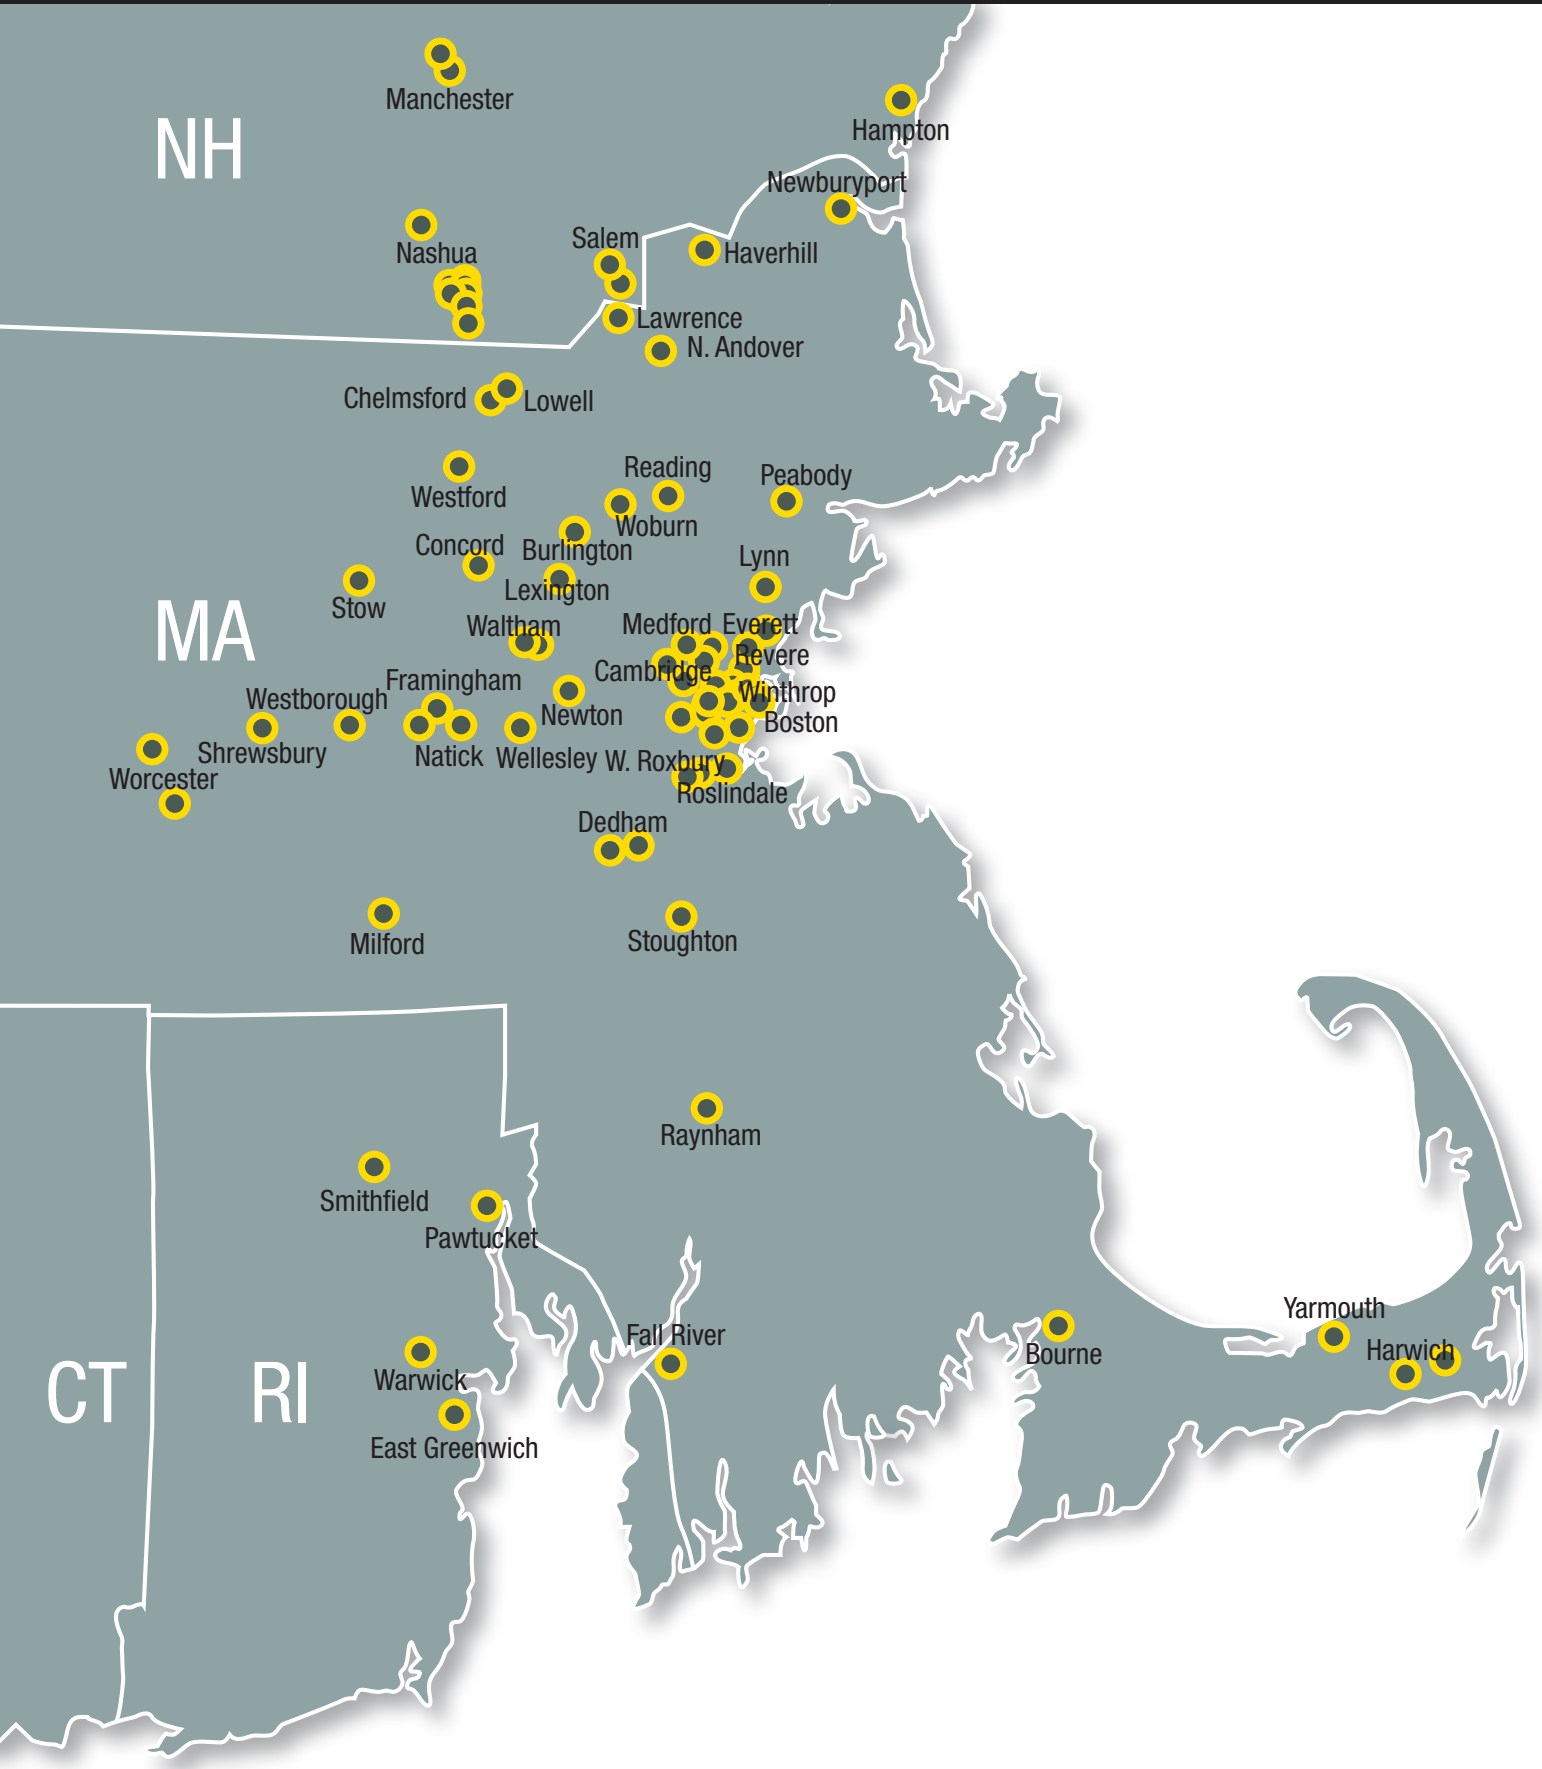 Manchester
Hampton
NH
Newburyport
Salem
Nashua
Haverhill
Lawrence
N. Andover
Chelmsford
Lowell
Reading
Peabody
Westford
Woburn
Concord
Burlington
Lynn
Lexington
Stow
MA
Waltham
Medford
Everett
Revere
Cambridge
Framingham
Winthrop
Westborough
Newton
Boston
Shrewsbury
Natick
Wellesley
W. Roxbury
Worcester
Roslindale
Dedham
Milford
Stoughton
Raynham
Smithfield
Pawtucket
Yarmouth
Fall River
Harwich
Bourne
Warwick
CT
RI
East Greenwich